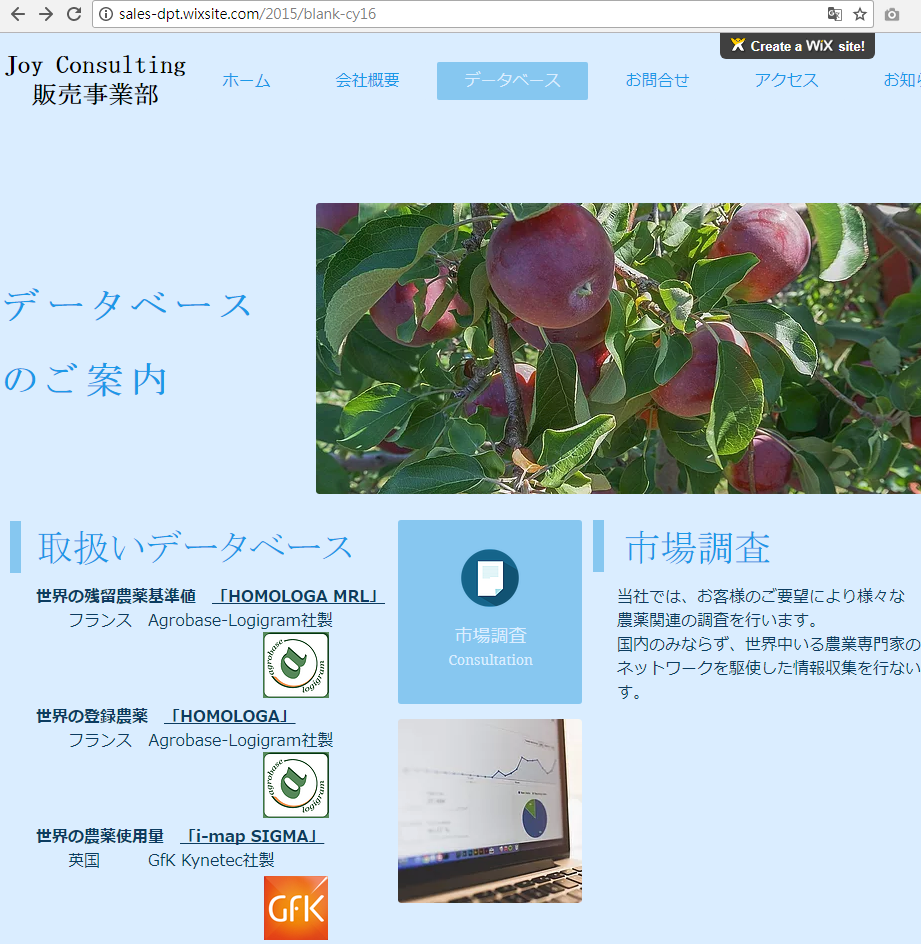 sales-dpt.wixsite.com/2015/blank-cy16
Create a WiX site!
Joy Consulting
販売事業部
ホーム
会社概要
データベース
お問合せ
アクセス
お知
データベース
のご案内
取扱いデータベース
世界の残留農薬基準値 「HOMOLOGA MRL」
フランス Agrobase-Logigram社製
agrobase
a
logigram
世界の登録農薬 「HOMOLOGA」
フランス Agrobase-Logigram社製
agrobase
a
logigram
世界の農薬使用量 「i-map SIGMA」
英国 GfK Kynetec社製
GfK
市場調査
Consultation
市場調査
当社では、お客様のご要望により様々な
農薬関連の調査を行います。
国内のみならず、世界中いる農業専門家の
ネットワークを駆使した情報収集を行ない
す。